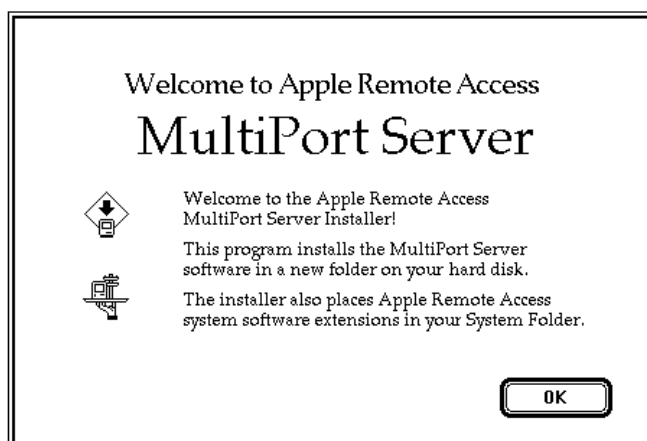 Welcome to Apple Remote Access
MultiPort Server
Welcome to the Apple Remote Access
MultiPort Server Installer!
This program installs the MultiPort Server
software in a new folder on your hard disk.
The installer also places Apple Remote Access
system software extensions in your System Folder.
OK